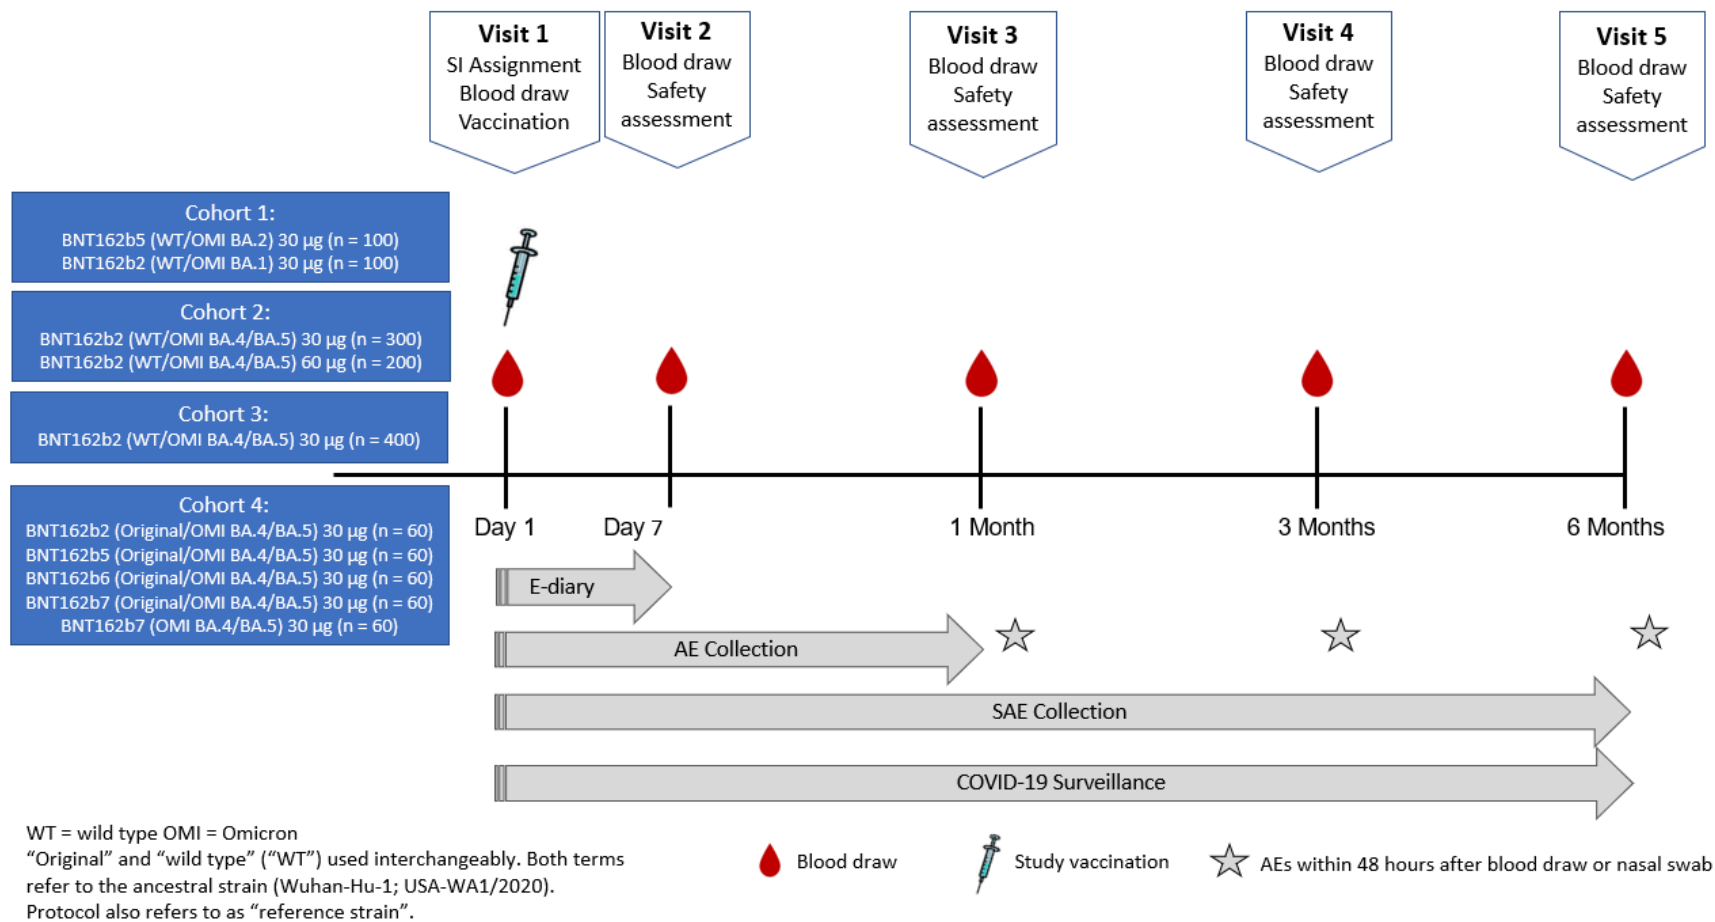 Visit 1
SI Assignment
Blood draw
Vaccination
Visit 2
Blood draw
Safety
assessment
Visit 3
Blood draw
Safety
assessment
Visit 4
Blood draw
Safety
assessment
Visit 5
Blood draw
Safety
assessment
Cohort 1:
BNT162b5 (WT/OMI BA.2) 30 µg (n = 100)
BNT162b2 (WT/OMI BA.1) 30 µg (n = 100)
Cohort 2:
BNT162b2 (WT/OMI BA.4/BA.5) 30 µg (n = 300)
BNT162b2 (WT/OMI BA.4/BA.5) 60 µg (n = 200)
Cohort 3:
BNT162b2 (WT/OMI BA.4/BA.5) 30 µg (n = 400)
Cohort 4:
BNT162b2 (Original/OMI BA.4/BA.5) 30 µg (n = 60)
BNT162b5 (Original/OMI BA.4/BA.5) 30 µg (n = 60)
BNT162b6 (Original/OMI BA.4/BA.5) 30 µg (n = 60)
BNT162b7 (Original/OMI BA.4/BA.5) 30 µg (n = 60)
BNT162b7 (OMI BA.4/BA.5) 30 µg (n = 60)
Day 1
Day 7
1 Month
3 Months
6 Months
E-diary
AE Collection
SAE Collection
COVID-19 Surveillance
WT = wild type OMI = Omicron
“Original” and “wild type” (“WT”) used interchangeably. Both terms
refer to the ancestral strain (Wuhan-Hu-1; USA-WA1/2020).
Protocol also refers to as “reference strain”.
Blood draw
Study vaccination
AEs within 48 hours after blood draw or nasal swab